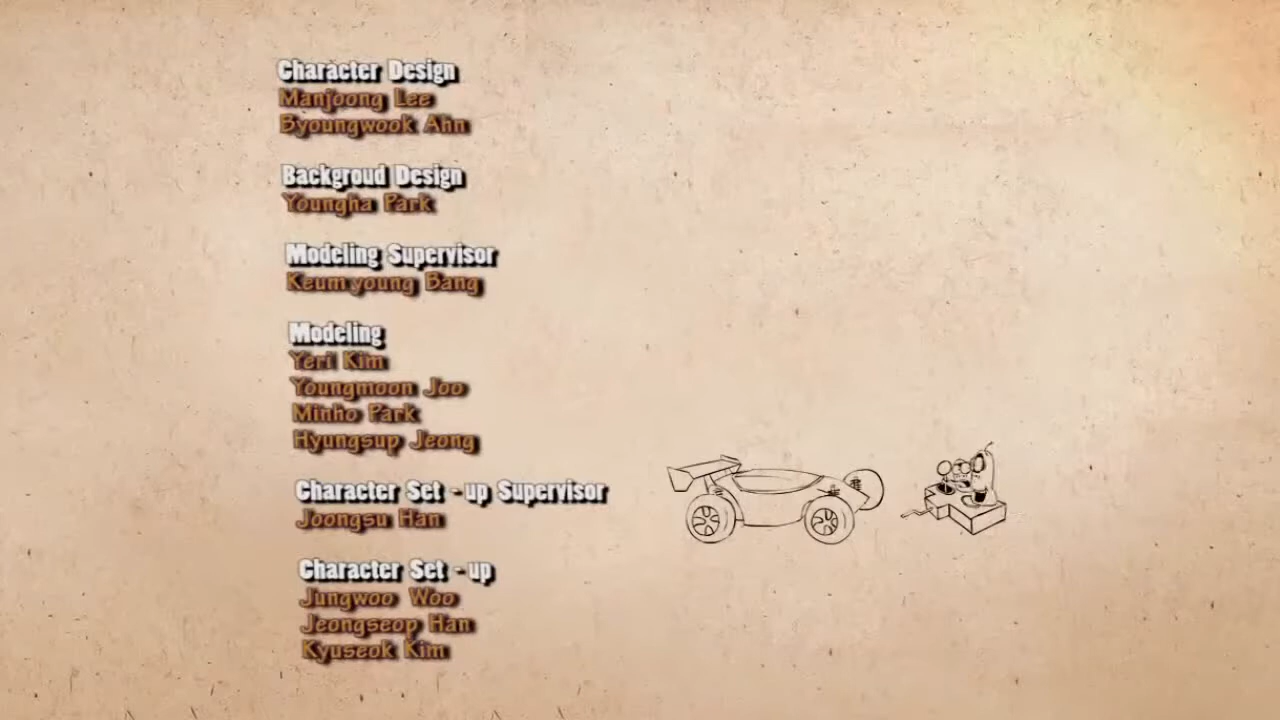 Character Design
Manjoong Lee
Byoungwook Ahn
Backgroud Design
Youngha Park
Modeling Supervisor
Keumyoung Bang
Modeling
Yeri Kim
Youngmoon Joo
Minho Park
Hyungsup Jeong
Character Set - up Supervisor
Joongsu Han
Character Set - up
Jungwoo Woo
Jeongseop Han
Kyuseok Kim